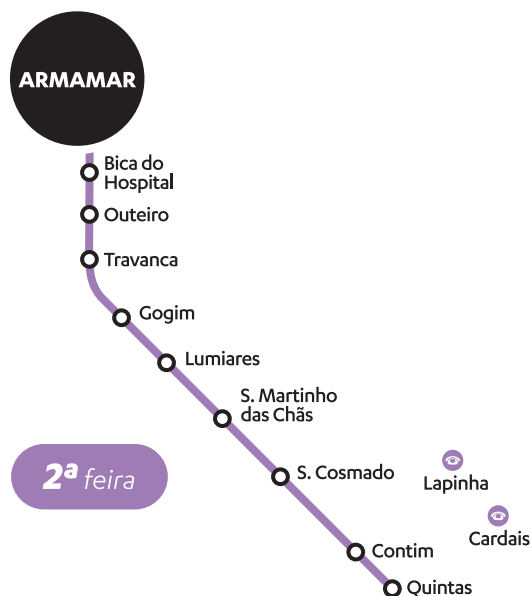 ARMAMAR
Bica do
Hospital
Outeiro
Travanca
Gogim
Lumiares
S. Martinho
das Chãs
S. Cosmado
2ª feira
Lapinha
Cardais
Contim
Quintas